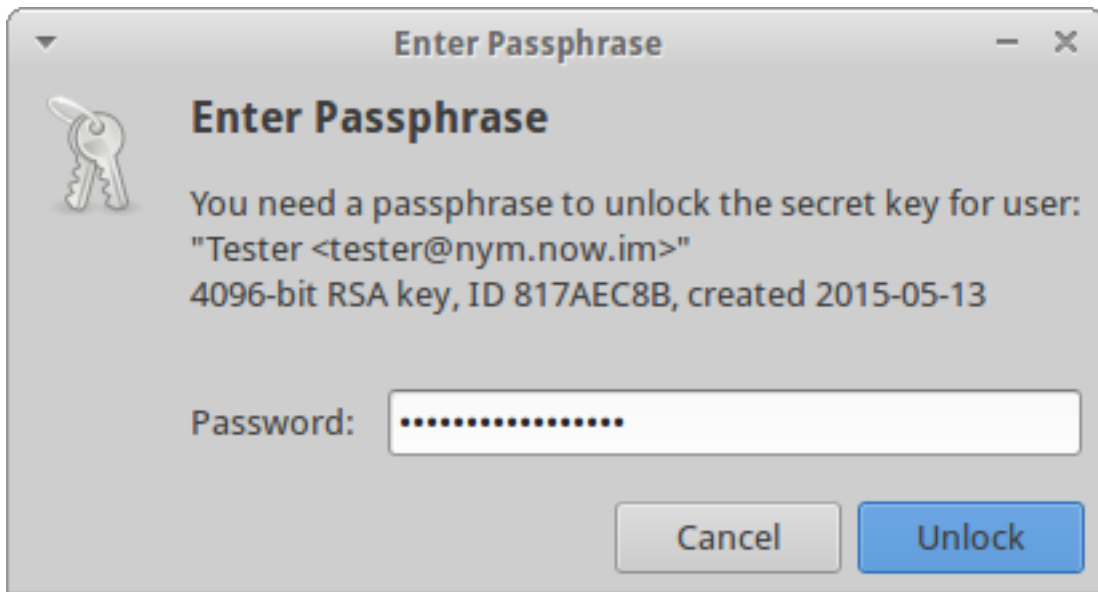 Enter Passphrase
Enter Passphrase
You need a passphrase to unlock the secret key for user:
"Tester <tester@nym.now.im>"
4096-bit RSA key, ID 817AEC8B, created 2015-05-13
Password: •••••••••••••••••
Cancel Unlock